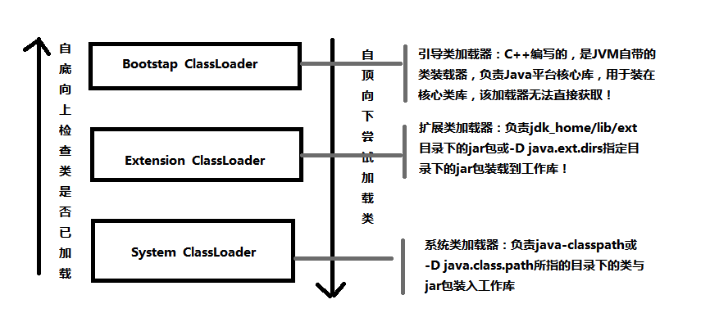 自底向上检查类是否已加载
Bootstap ClassLoader
Extension ClassLoader
System ClassLoader
自顶向下尝试加载类
引导类加载器：C++编写的，是JVM自带的
类装载器，负责Java平台核心库，用于装在
核心类库，该加载器无法直接获取！
扩展类加载器：负责jdk_home/lib/ext
目录下的jar包或-D java.ext.dirs指定目
录下的jar包装载到工作库！
系统类加载器：负责java-classpath或
-D java.class.path所指的目录下的类与
jar包装入工作库